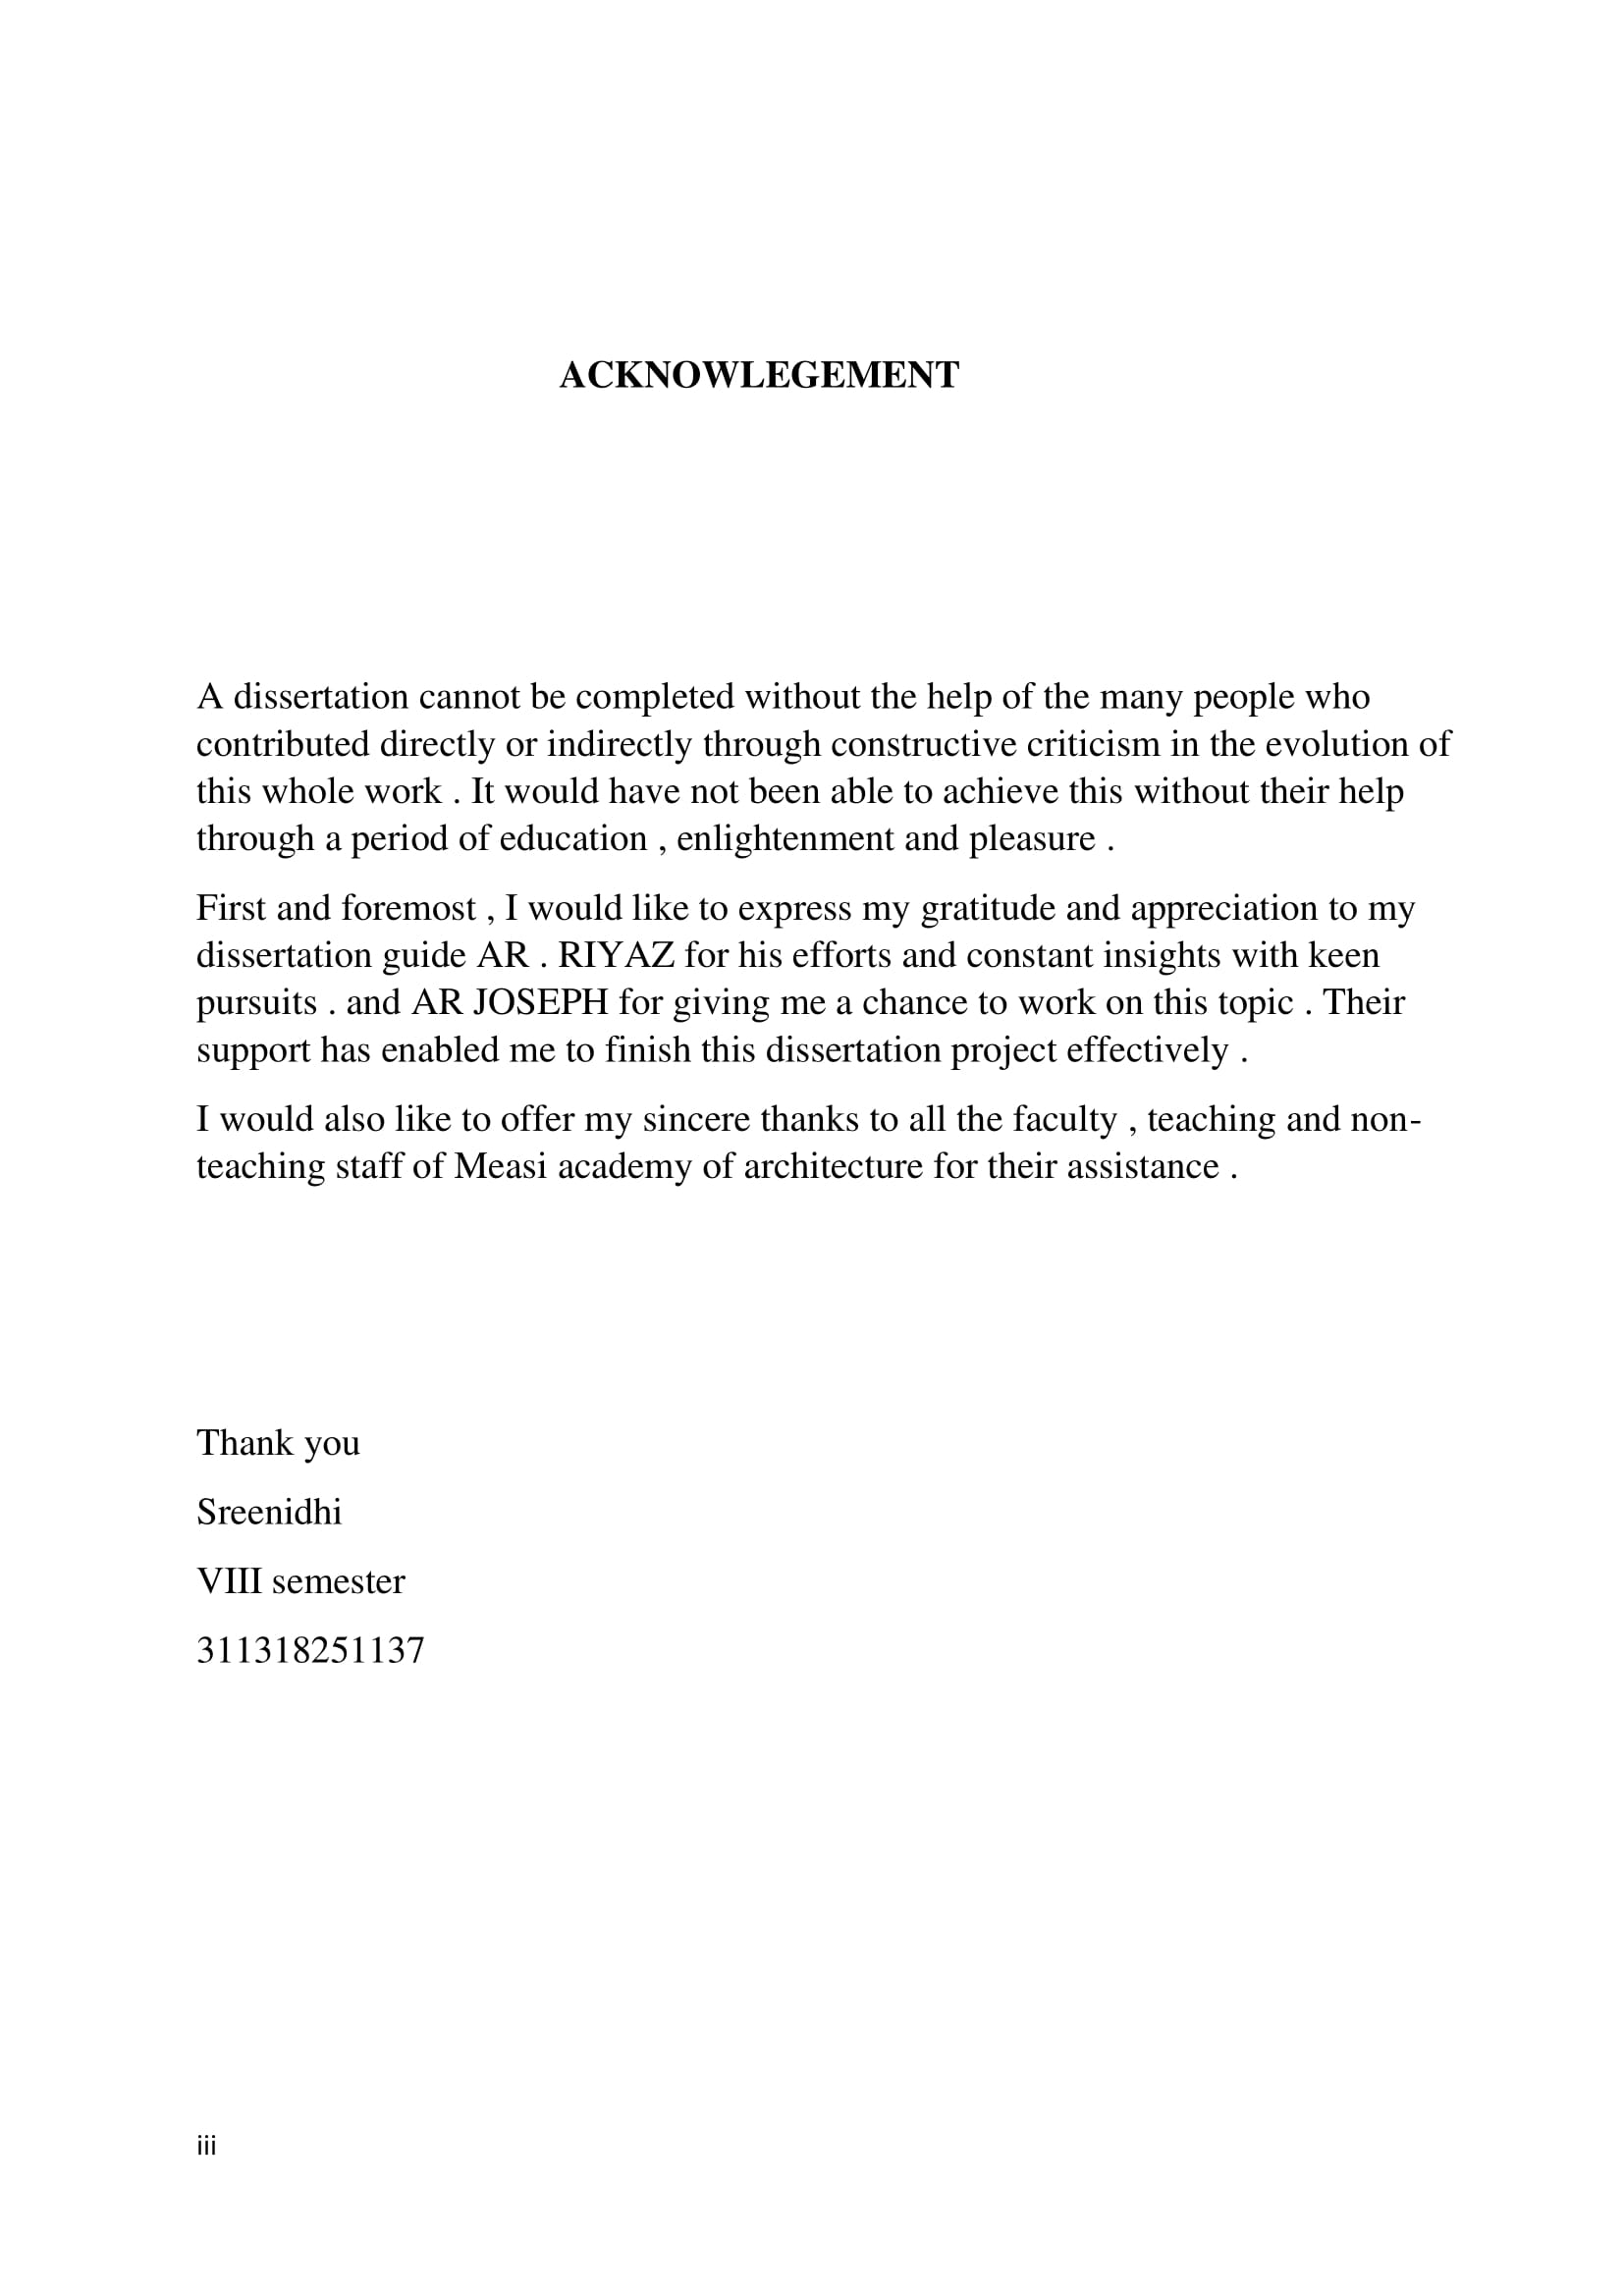 ACKNOWLEGEMENT
A dissertation cannot be completed without the help of the many people who
contributed directly or indirectly through constructive criticism in the evolution of
this whole work . It would have not been able to achieve this without their help
through a period of education , enlightenment and pleasure .
First and foremost , I would like to express my gratitude and appreciation to my
dissertation guide AR . RIYAZ for his efforts and constant insights with keen
pursuits . and AR JOSEPH for giving me a chance to work on this topic . Their
support has enabled me to finish this dissertation project effectively .
I would also like to offer my sincere thanks to all the faculty , teaching and non-
teaching staff of Measi academy of architecture for their assistance .
Thank you
Sreenidhi
VIII semester
311318251137
iii